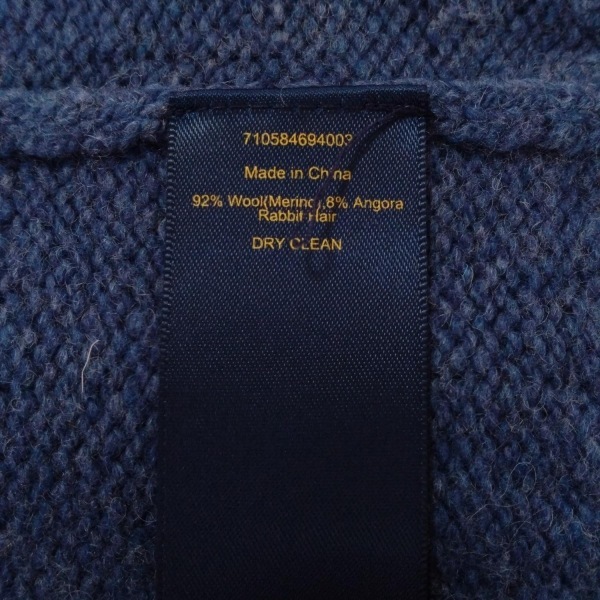 710584694003
Made in China
92% Wool(Merino),8% Angora
Rabbit Hair
DRY CLEAN